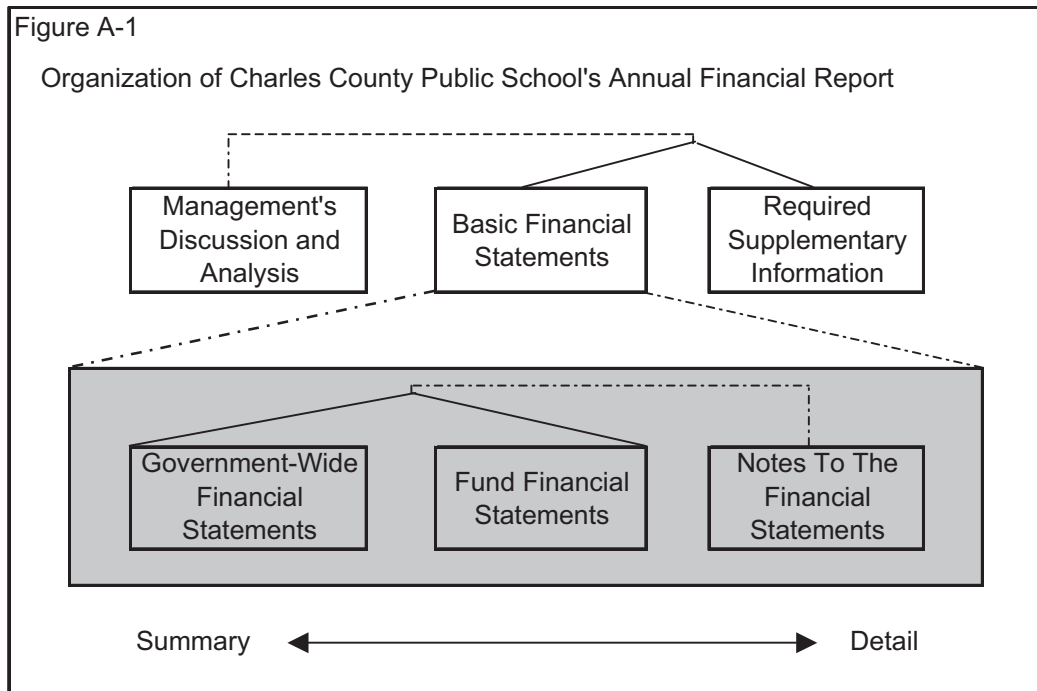 Figure A-1
Organization of Charles County Public School's Annual Financial Report
Management's
Discussion and
Analysis
Basic Financial
Statements
Required
Supplementary
Information
Government-Wide
Financial
Statements
Fund Financial
Statements
Notes To The
Financial
Statements
Summary
Detail